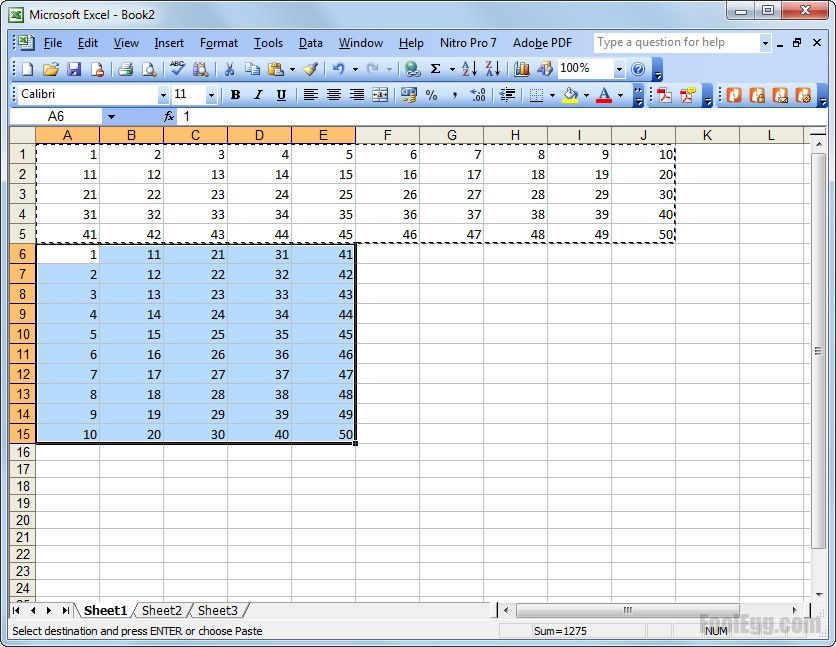 Microsoft Excel - Book2
File Edit View Insert Format Tools Data Window Help Nitro Pro 7 Adobe PDF Type a question for help
Σ 100%
Calibri 11 B I U % ,
A6 fx 1
A B C D E F G H I J K L
1 1 2 3 4 5 6 7 8 9 10
2 11 12 13 14 15 16 17 18 19 20
3 21 22 23 24 25 26 27 28 29 30
4 31 32 33 34 35 36 37 38 39 40
5 41 42 43 44 45 46 47 48 49 50
6 1 11 21 31 41
7 2 12 22 32 42
8 3 13 23 33 43
9 4 14 24 34 44
10 5 15 25 35 45
11 6 16 26 36 46
12 7 17 27 37 47
13 8 18 28 38 48
14 9 19 29 39 49
15 10 20 30 40 50
16
17
18
19
20
21
22
23
24
Sheet1 Sheet2 Sheet3
Select destination and press ENTER or choose Paste Sum=1275 NUM
FoolEgg.com